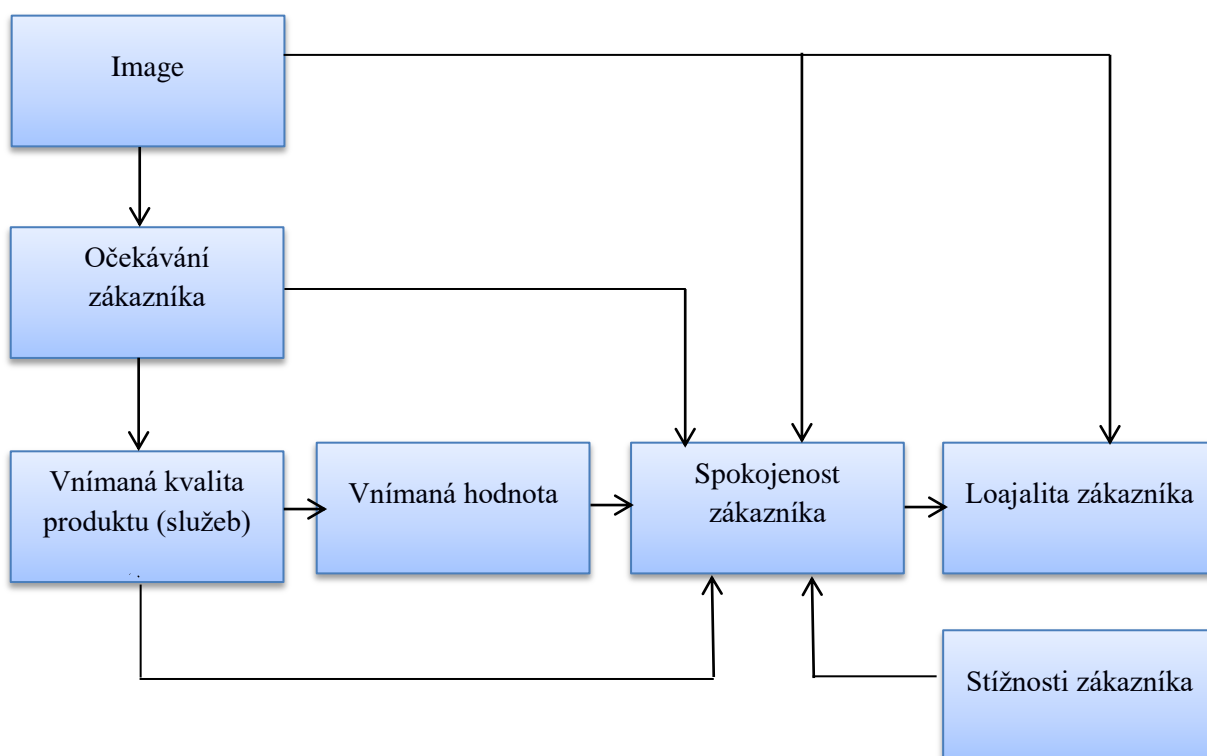 Image
Očekávání
zákazníka
Vnímaná kvalita
produktu (služeb)
Vnímaná hodnota
Spokojenost
zákazníka
Loajalita zákazníka
Stížnosti zákazníka